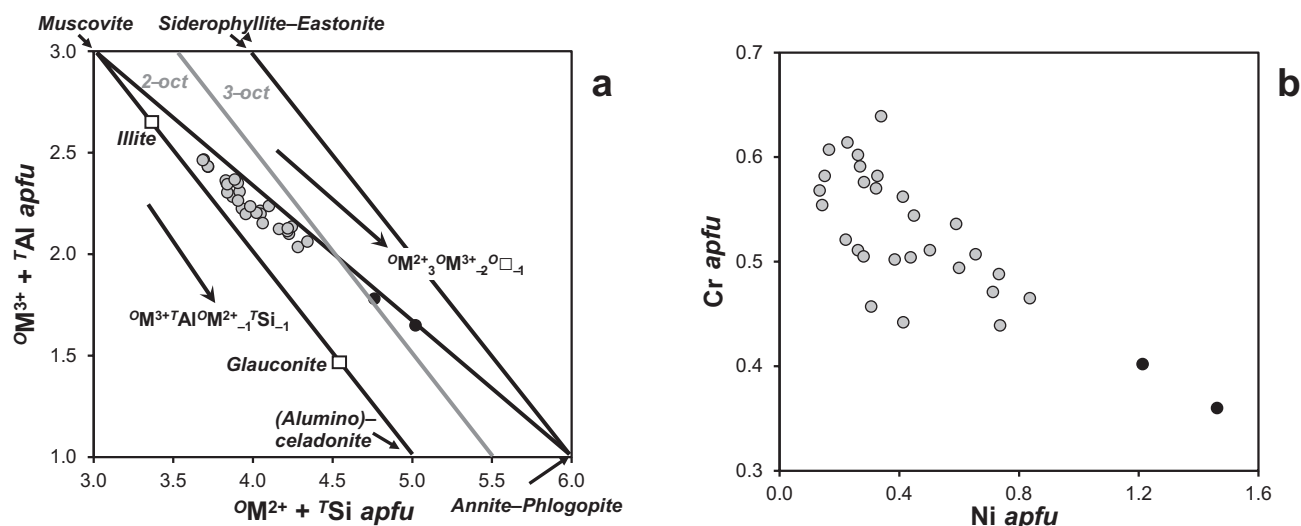 Muscovite Siderophyllite–Eastonite
3.0
2–oct
3–oct
a
Illite
2.5
ᴼM³⁺ + ᵀAl apfu
2.0
ᴼM²⁺₃ᴼM³⁺₋₂ᴼ□₋₁
ᴼM³⁺ᵀAlᴼM²⁺₋₁ᵀSi₋₁
1.5
Glauconite
(Alumino)–
celadonite
1.0
3.0 3.5 4.0 4.5 5.0 5.5 6.0
Annite–Phlogopite
ᴼM²⁺ + ᵀSi apfu
0.7
b
0.6
Cr apfu
0.5
0.4
0.3
0.0 0.4 0.8 1.2 1.6
Ni apfu